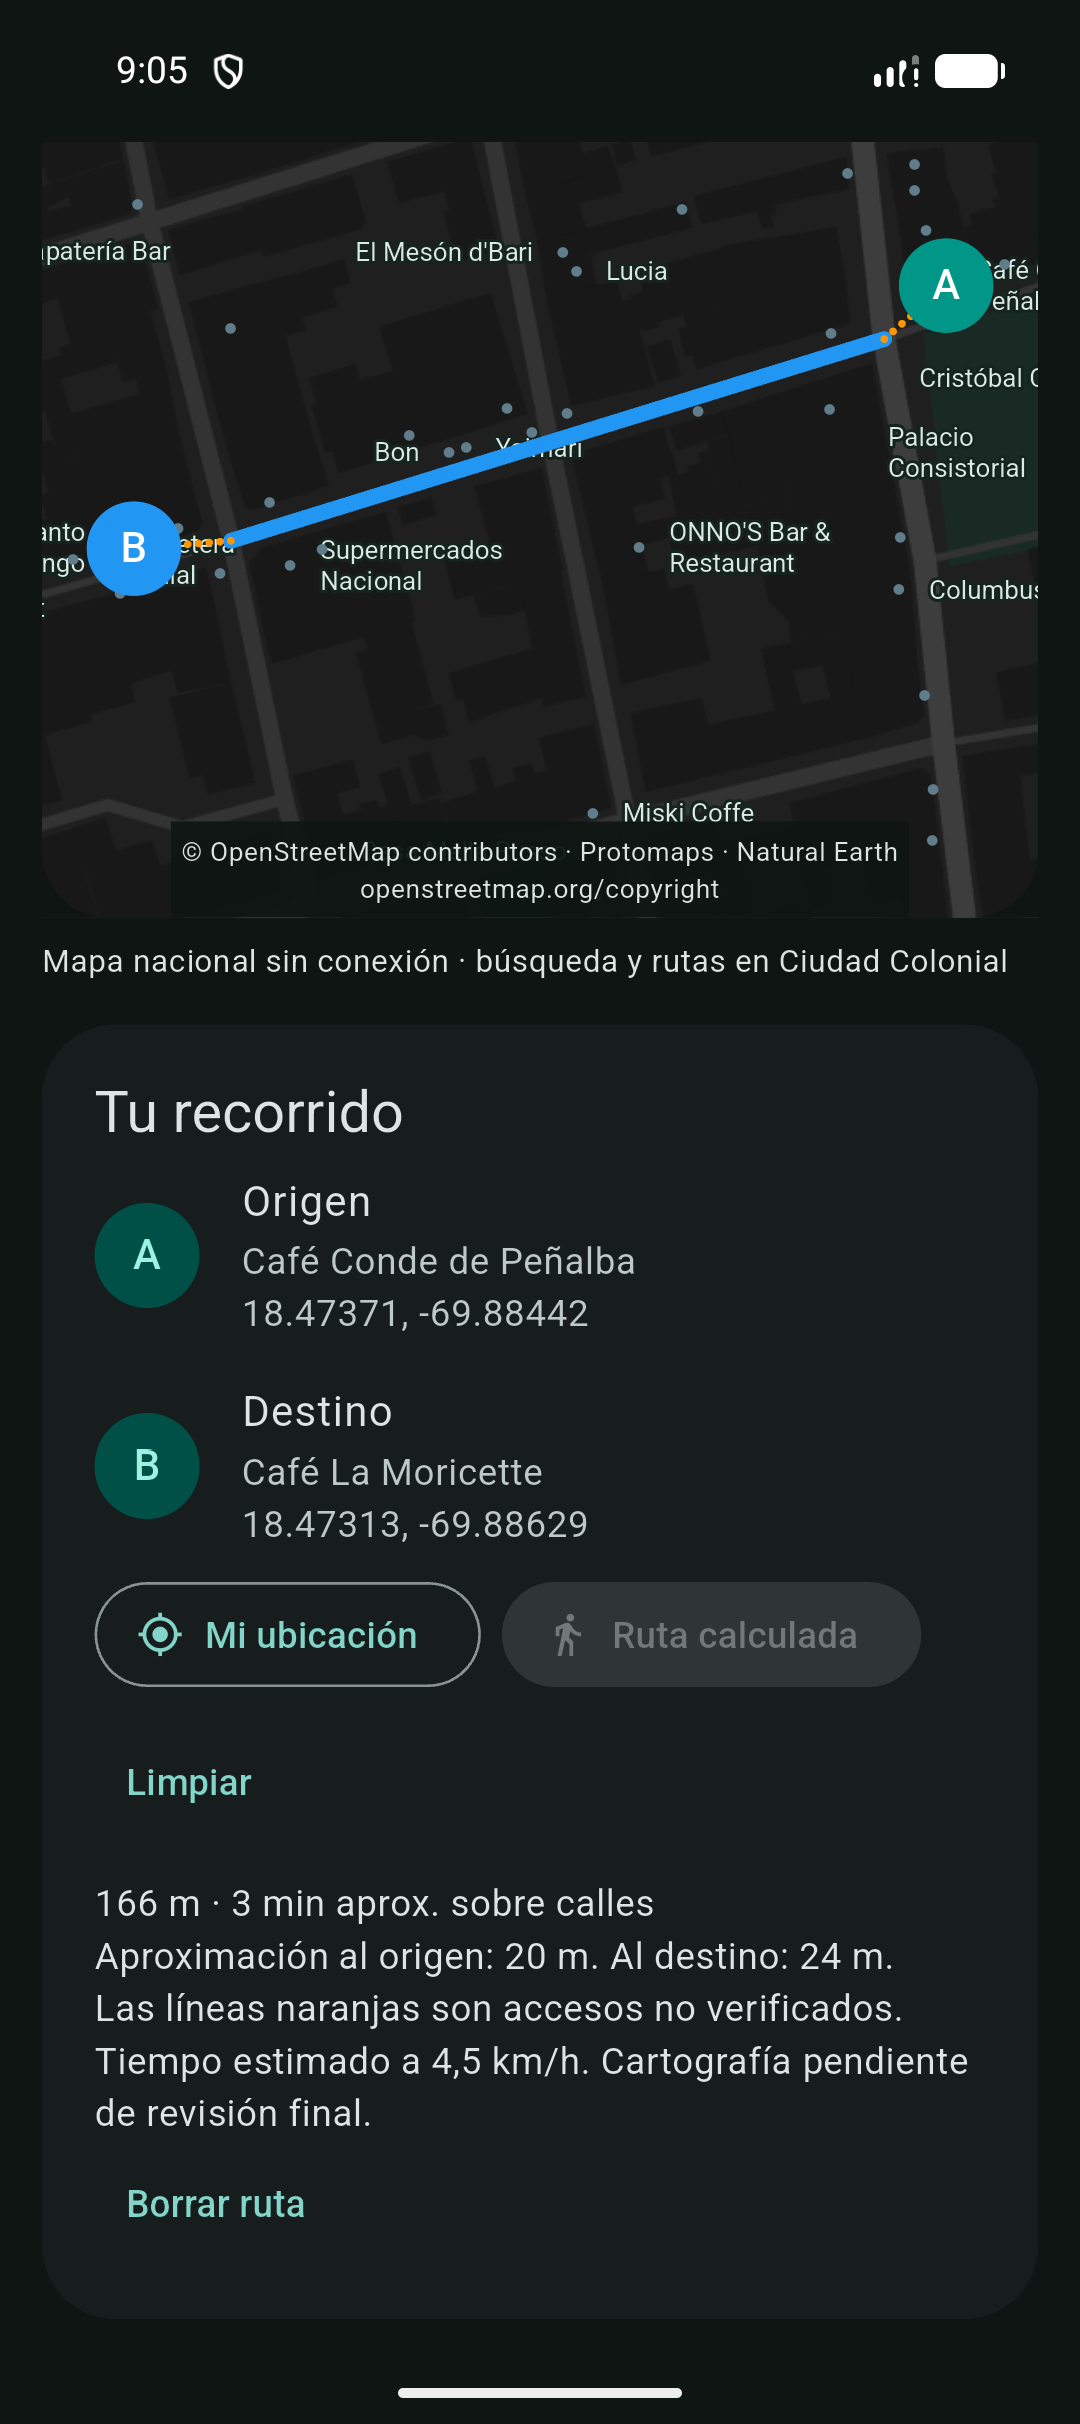 9:05
patería Bar
El Mesón d'Bari
Lucia
A
Café
Cristóbal
Palacio
Consistorial
Bon
B
Supermercados
Nacional
ONNO'S Bar &
Restaurant
Columbus
Miski Coffe
© OpenStreetMap contributors · Protomaps · Natural Earth
openstreetmap.org/copyright
Mapa nacional sin conexión · búsqueda y rutas en Ciudad Colonial
Tu recorrido
A
Origen
Café Conde de Peñalba
18.47371, -69.88442
B
Destino
Café La Moricette
18.47313, -69.88629
Mi ubicación
Ruta calculada
Limpiar
166 m · 3 min aprox. sobre calles
Aproximación al origen: 20 m. Al destino: 24 m.
Las líneas naranjas son accesos no verificados.
Tiempo estimado a 4,5 km/h. Cartografía pendiente
de revisión final.
Borrar ruta